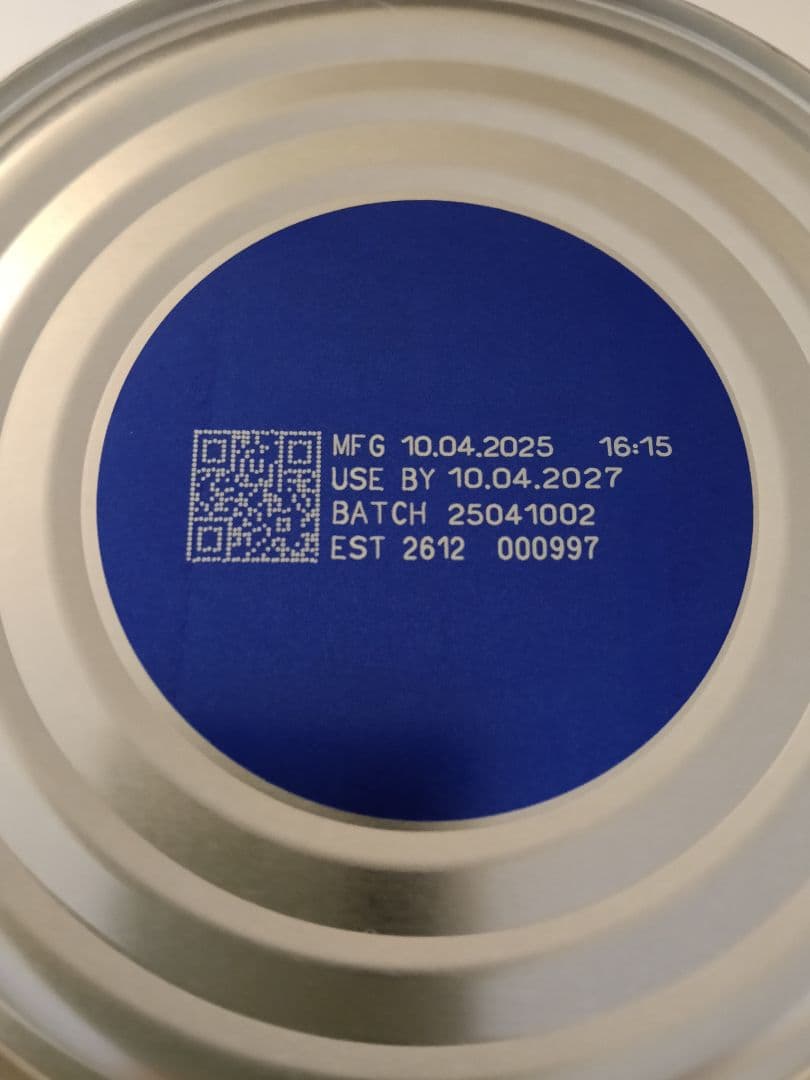 MFG 10.04.2025 16:15
USE BY 10.04.2027
BATCH 25041002
EST 2612 000997